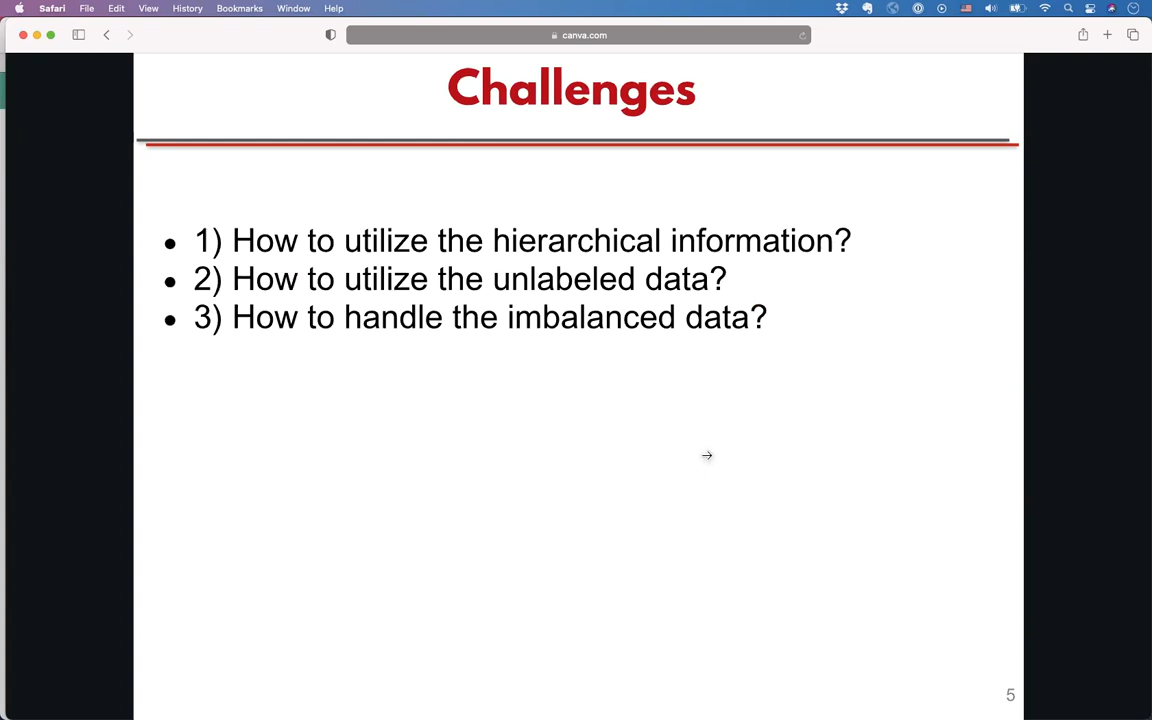 Safari File Edit View History Bookmarks Window Help
canva.com
Challenges
• 1) How to utilize the hierarchical information?
• 2) How to utilize the unlabeled data?
• 3) How to handle the imbalanced data?
5